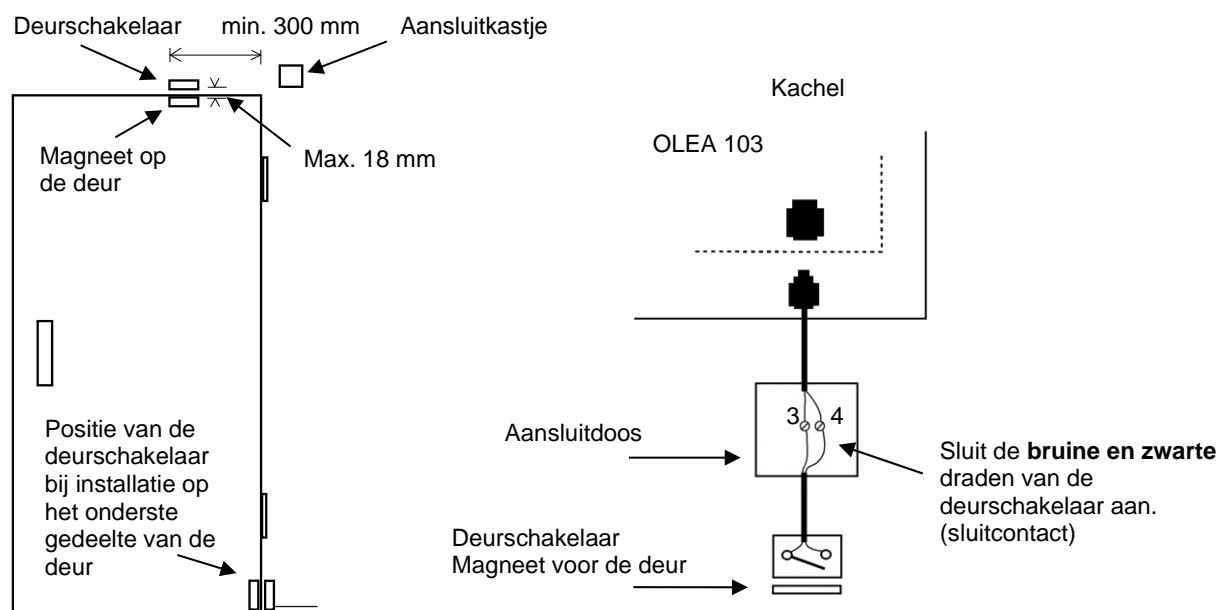 Deurschakelaar
min. 300 mm
Aansluitkastje
Magneet op
de deur
Max. 18 mm
Positie van de
deurschakelaar
bij installatie op
het onderste
gedeelte van de
deur
Kachel
OLEA 103
3 4
Aansluitdoos
Sluit de bruine en zwarte
draden van de
deurschakelaar aan.
(sluitcontact)
Deurschakelaar
Magneet voor de deur